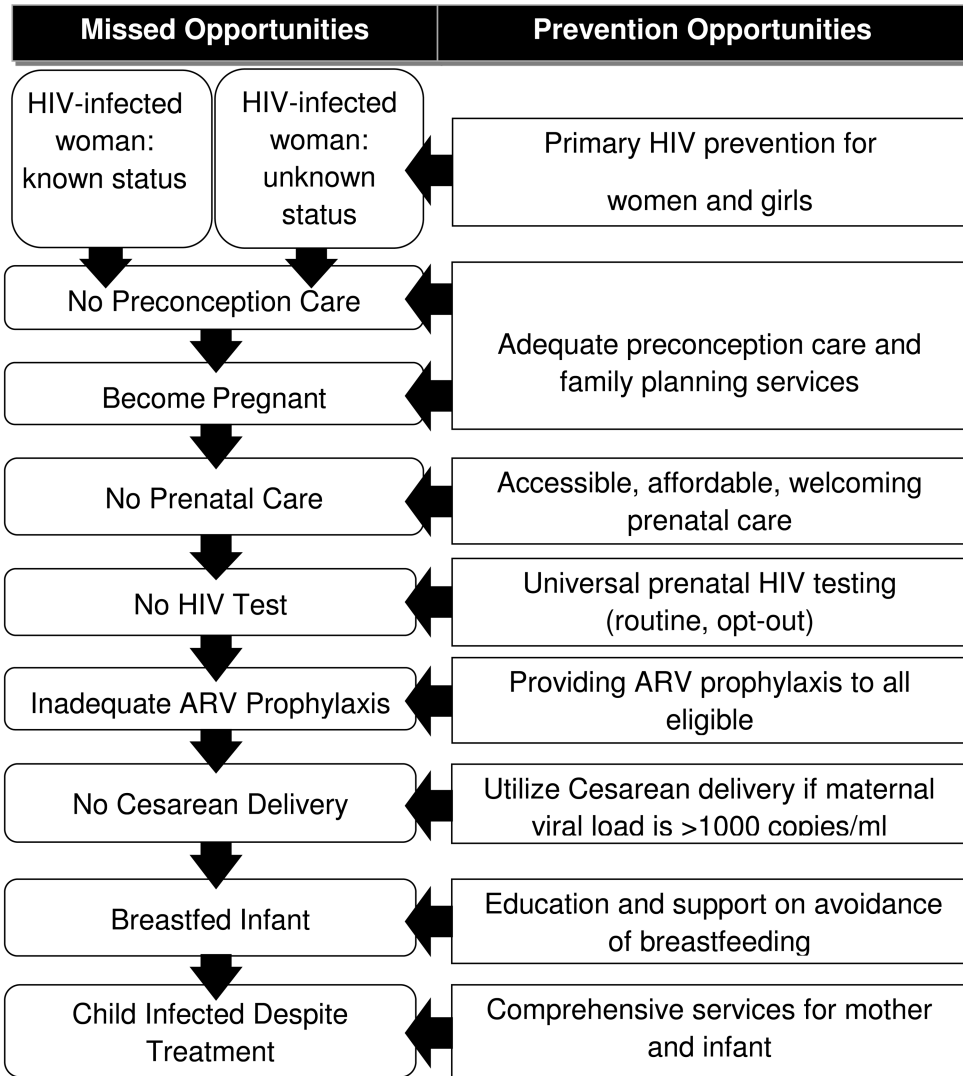 Missed Opportunities
Prevention Opportunities
HIV-infected
woman:
known status
HIV-infected
woman:
unknown
status
Primary HIV prevention for
women and girls
No Preconception Care
Adequate preconception care and
family planning services
Become Pregnant
No Prenatal Care
Accessible, affordable, welcoming
prenatal care
No HIV Test
Universal prenatal HIV testing
(routine, opt-out)
Inadequate ARV Prophylaxis
Providing ARV prophylaxis to all
eligible
No Cesarean Delivery
Utilize Cesarean delivery if maternal
viral load is >1000 copies/ml
Breastfed Infant
Education and support on avoidance
of breastfeeding
Child Infected Despite
Treatment
Comprehensive services for mother
and infant